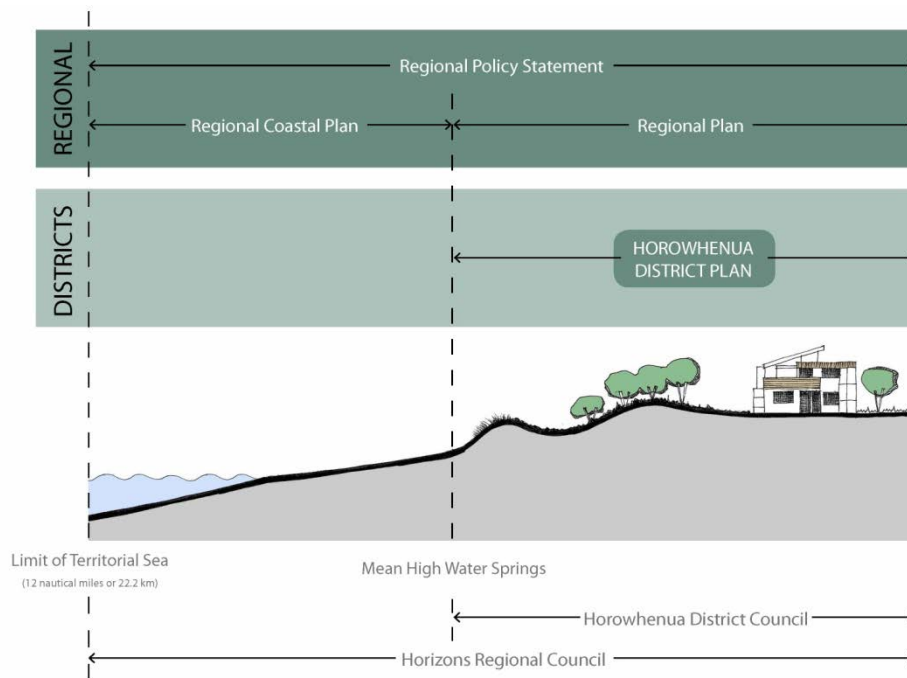 REGIONAL
Regional Policy Statement
Regional Coastal Plan
Regional Plan
DISTRICTS
HOROWHENUA
DISTRICT PLAN
Limit of Territorial Sea
(12 nautical miles or 22.2 km)
Mean High Water Springs
Horowhenua District Council
Horizons Regional Council